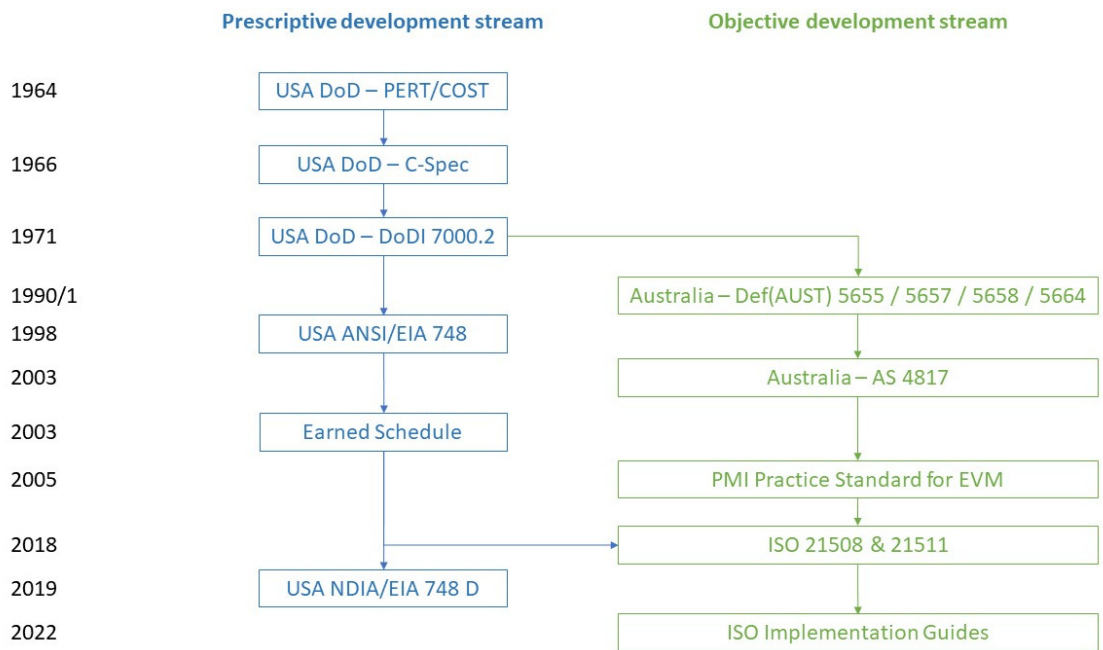 Prescriptive development stream
Objective development stream
1964
USA DoD – PERT/COST
1966
USA DoD – C-Spec
1971
USA DoD – DoDI 7000.2
1990/1
Australia – Def(AUST) 5655 / 5657 / 5658 / 5664
1998
USA ANSI/EIA 748
2003
Australia – AS 4817
2003
Earned Schedule
2005
PMI Practice Standard for EVM
2018
ISO 21508 & 21511
2019
USA NDIA/EIA 748 D
2022
ISO Implementation Guides